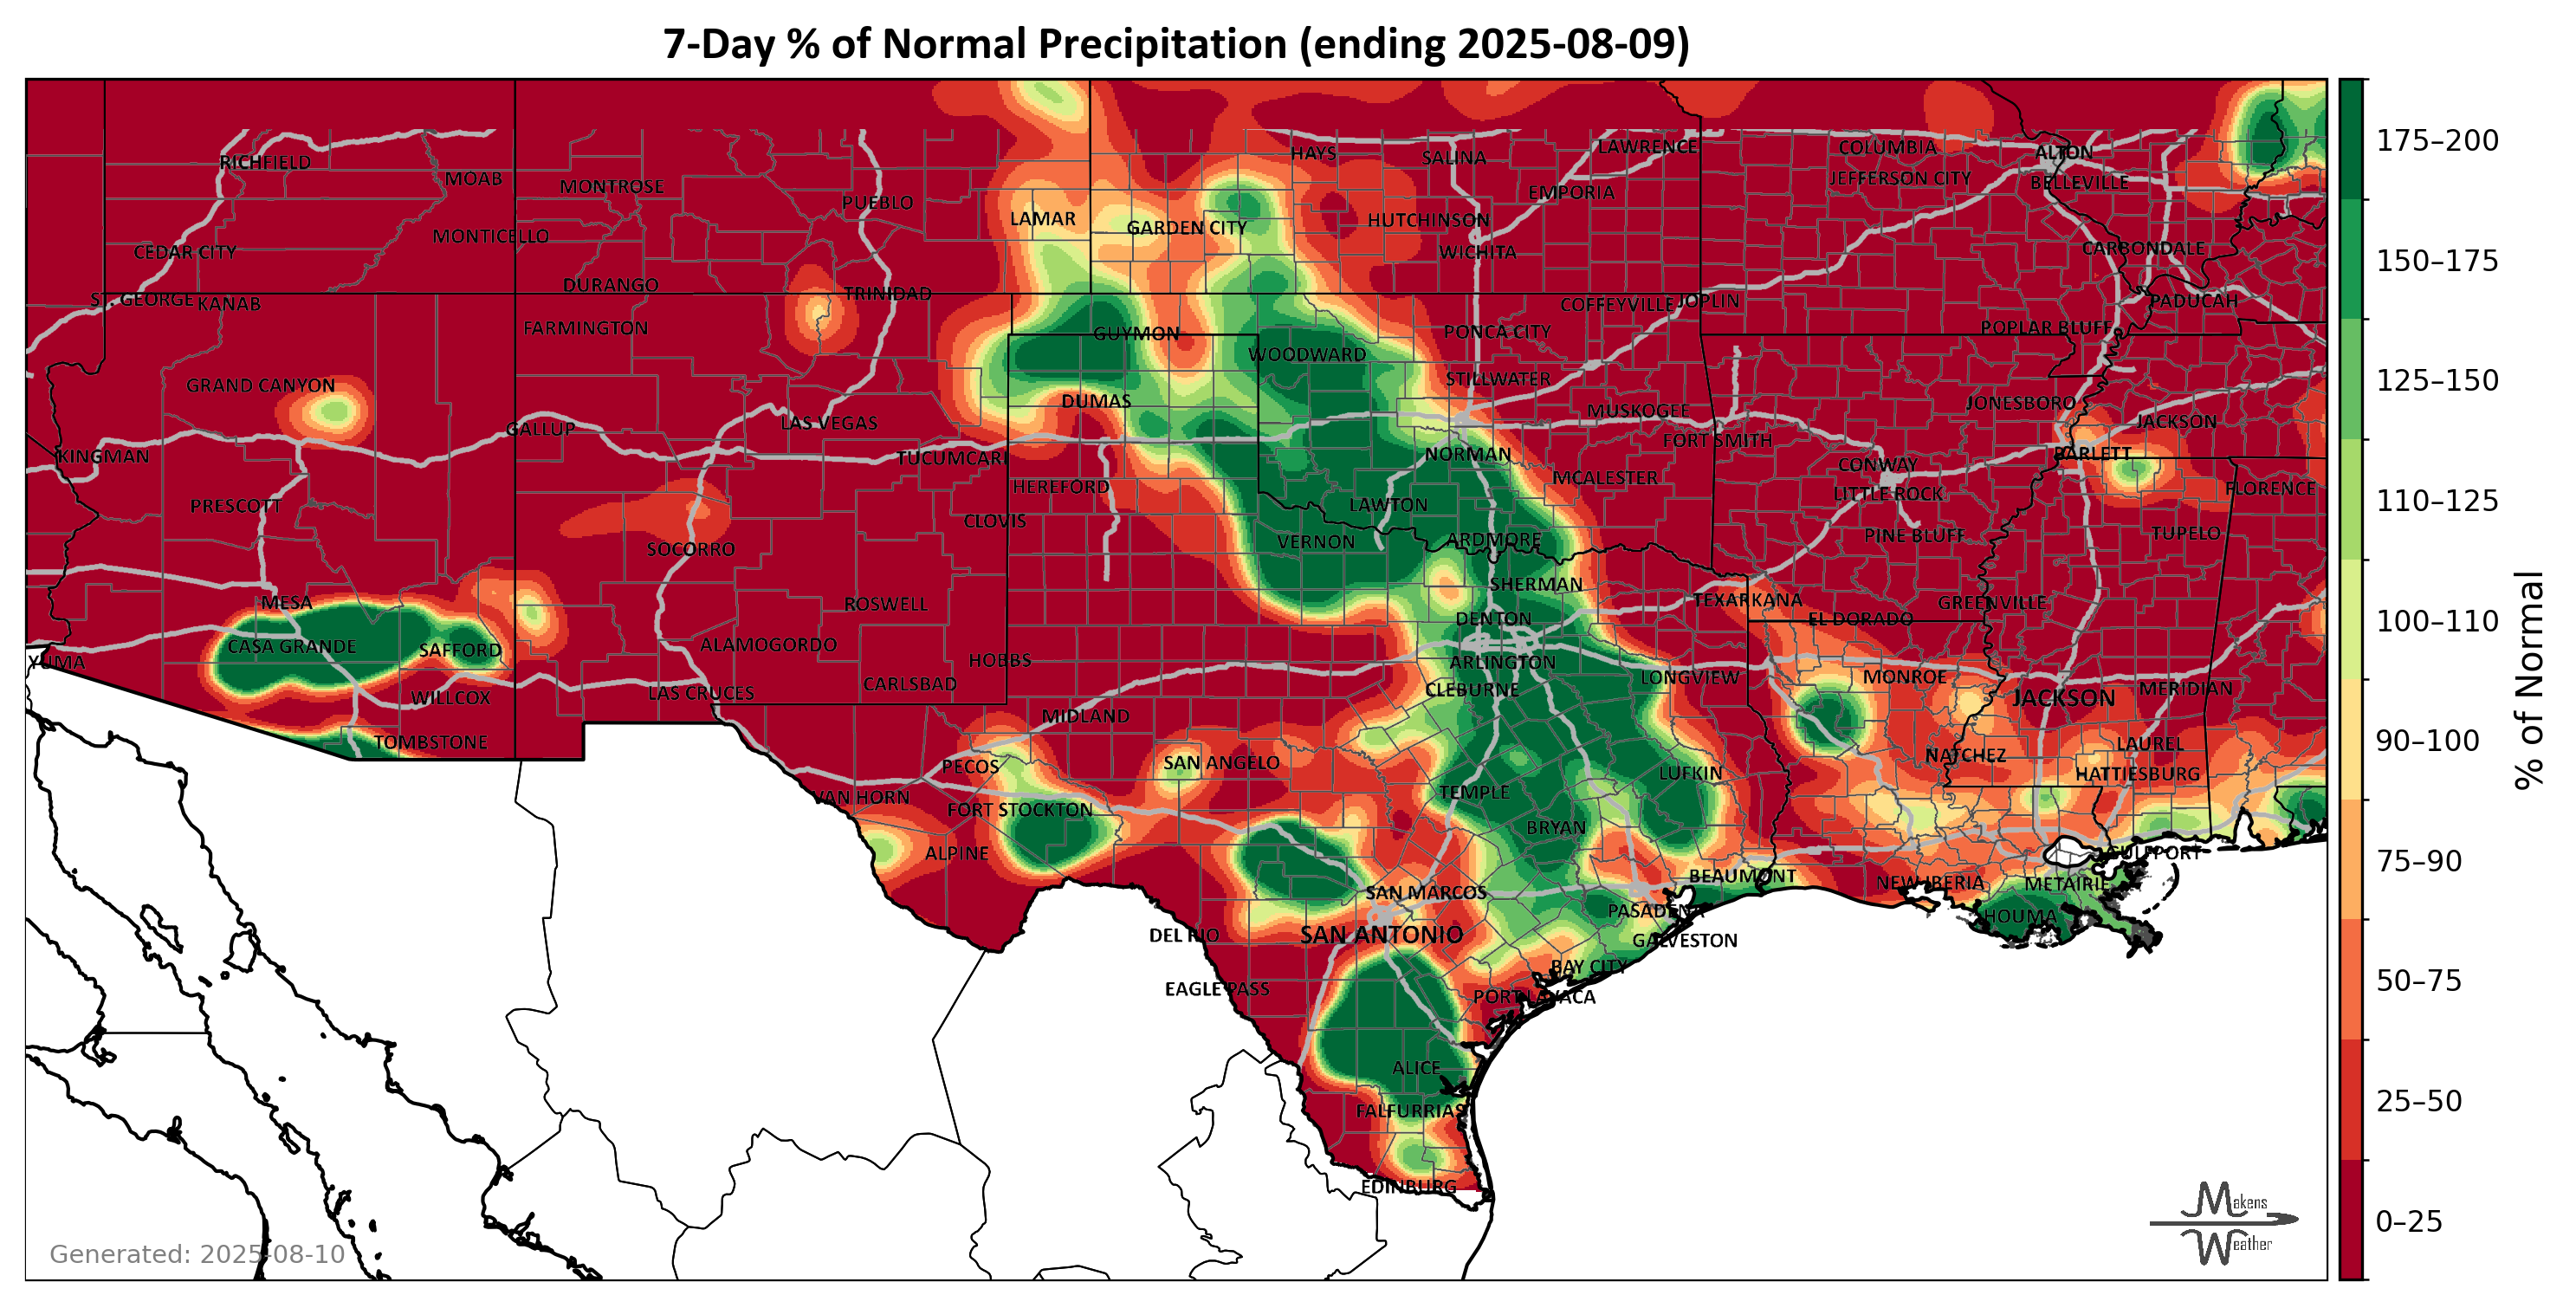 7-Day % of Normal Precipitation (ending 2025-08-09)
HAYS
SALINA
LAWRENCE
COLUMBIA
ALTON
RICHFIELD
MOAB
MONTROSE
PUEBLO
EMPORIA
JEFFERSON CITY
BELLEVILLE
LAMAR
GARDEN CITY
HUTCHINSON
MONTICELLO
CEDAR CITY
WICHITA
CARBONDALE
DURANGO
TRINIDAD
ST. GEORGE
KANAB
COFFEYVILLE
JOPLIN
PADUCAH
FARMINGTON
GUYMON
PONCA CITY
POPLAR BLUFF
WOODWARD
GRAND CANYON
STILLWATER
DUMAS
MUSKOGEE
JONESBORO
GALLUP
LAS VEGAS
JACKSON
FORT SMITH
KINGMAN
TUCUMCARI
NORMAN
BARLETT
CONWAY
HEREFORD
MCALESTER
LITTLE ROCK
FLORENCE
PRESCOTT
LAWTON
CLOVIS
PINE BLUFF
TUPELO
SOCORRO
VERNON
ARDMORE
SHERMAN
MESA
ROSWELL
TEXARKANA
GREENVILLE
DENTON
EL DORADO
CASA GRANDE
SAFFORD
ALAMOGORDO
HOBBS
ARLINGTON
YUMA
WILLCOX
LAS CRUCES
CARLSBAD
CLEBURNE
LONGVIEW
MONROE
JACKSON
MERIDIAN
MIDLAND
TOMBSTONE
PECOS
SAN ANGELO
LUFKIN
NATCHEZ
LAUREL
HATTIESBURG
VAN HORN
FORT STOCKTON
TEMPLE
BRYAN
ALPINE
GULFPORT
SAN MARCOS
BEAUMONT
NEW IBERIA
METAIRIE
PASADENA
HOUMA
DEL RIO
SAN ANTONIO
GALVESTON
BAY CITY
EAGLE PASS
PORT LAVACA
ALICE
FALFURRIAS
EDINBURG
Generated: 2025-08-10
Makens
Weather
175–200
150–175
125–150
110–125
100–110
90–100
75–90
50–75
25–50
0–25
% of Normal